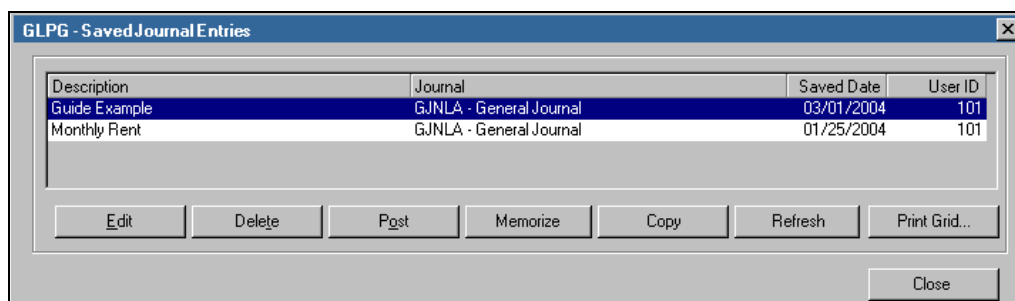 GLPG - Saved Journal Entries
Description Journal Saved Date User ID
Guide Example GJNLA - General Journal 03/01/2004 101
Monthly Rent GJNLA - General Journal 01/25/2004 101
Edit Delete Post Memorize Copy Refresh Print Grid...
Close